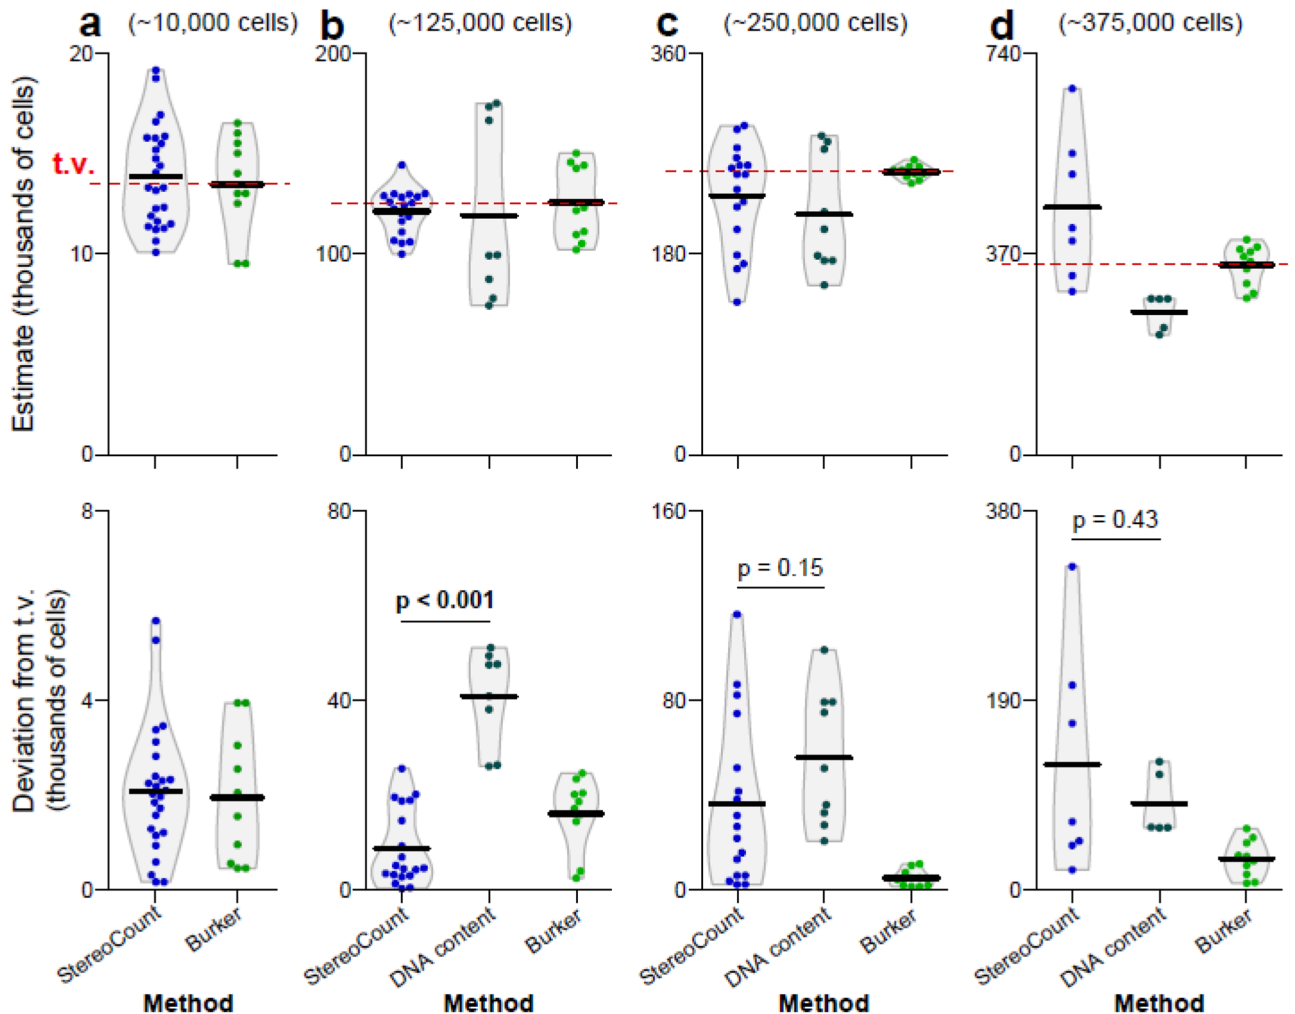 a (~10,000 cells)
b (~125,000 cells)
c (~250,000 cells)
d (~375,000 cells)
Estimate (thousands of cells)
20
10
0
t.v.
200
100
0
360
180
0
740
370
0
Deviation from t.v.
(thousands of cells)
8
4
0
80
40
0
p < 0.001
160
80
0
p = 0.15
380
190
0
p = 0.43
StereoCount
Burker
StereoCount
DNA content
Burker
StereoCount
DNA content
Burker
StereoCount
DNA content
Burker
Method
Method
Method
Method